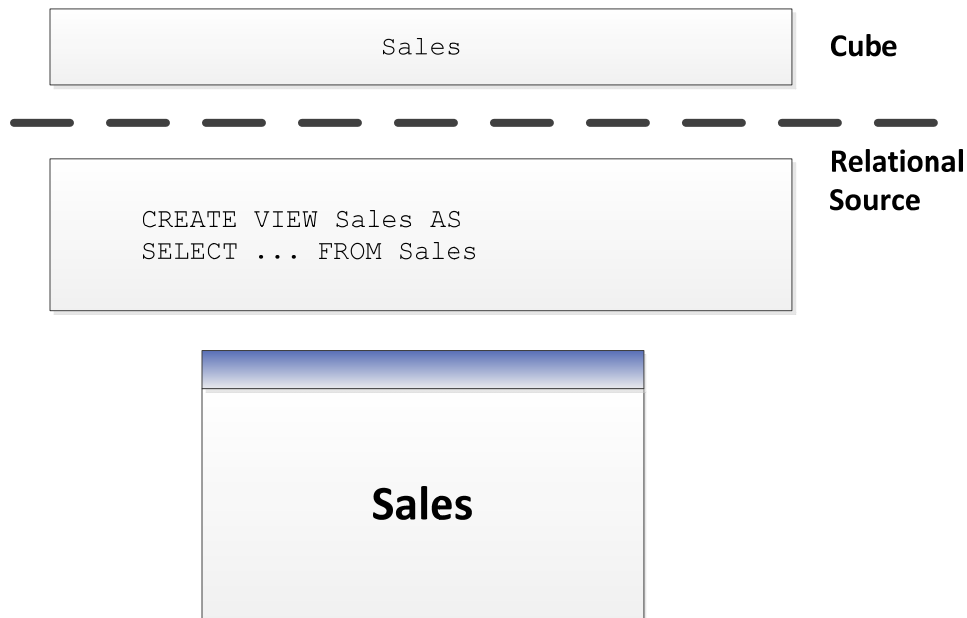 Sales
Cube
Relational
Source
CREATE VIEW Sales AS
SELECT ... FROM Sales
Sales